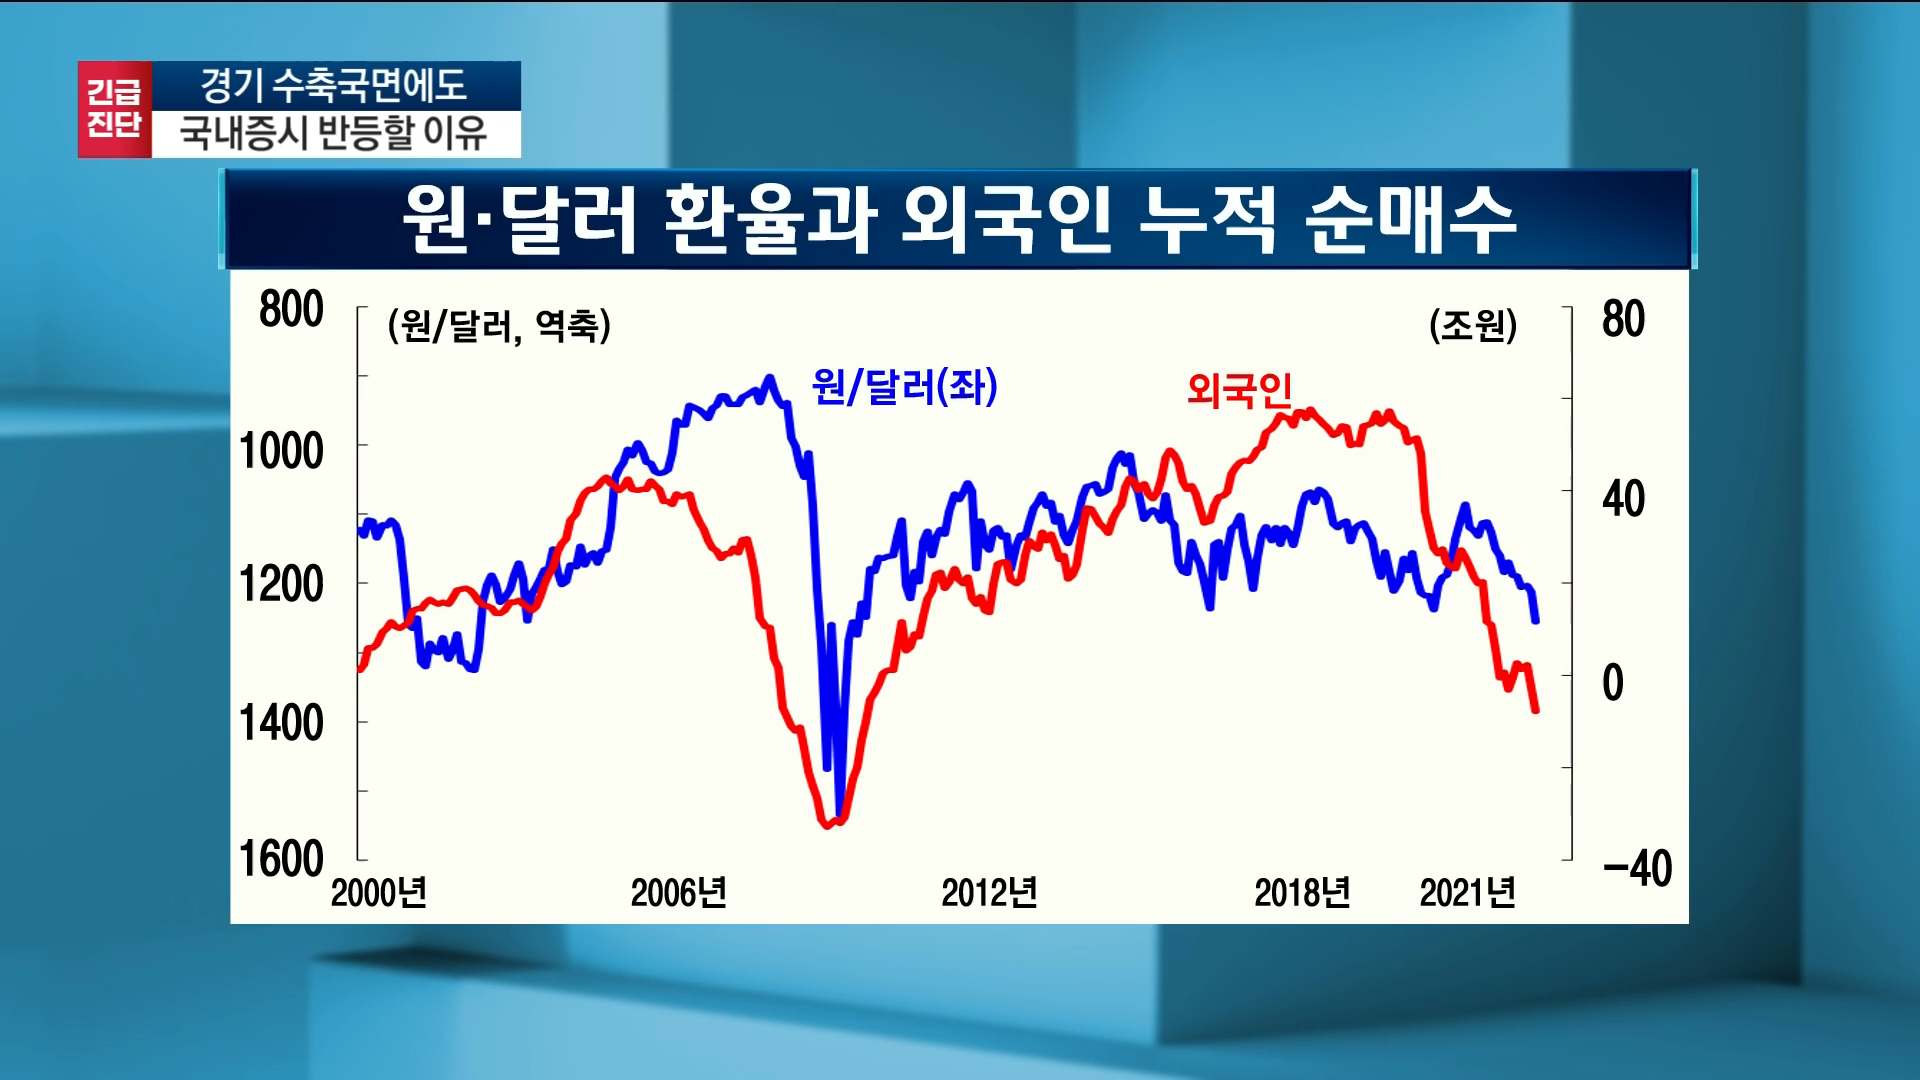 긴급
진단
경기 수축국면에도
국내증시 반등할 이유
원·달러 환율과 외국인 누적 순매수
(원/달러, 역축)
(조원)
원/달러(좌)
외국인
800
1000
1200
1400
1600
80
40
0
-40
2000년
2006년
2012년
2018년
2021년